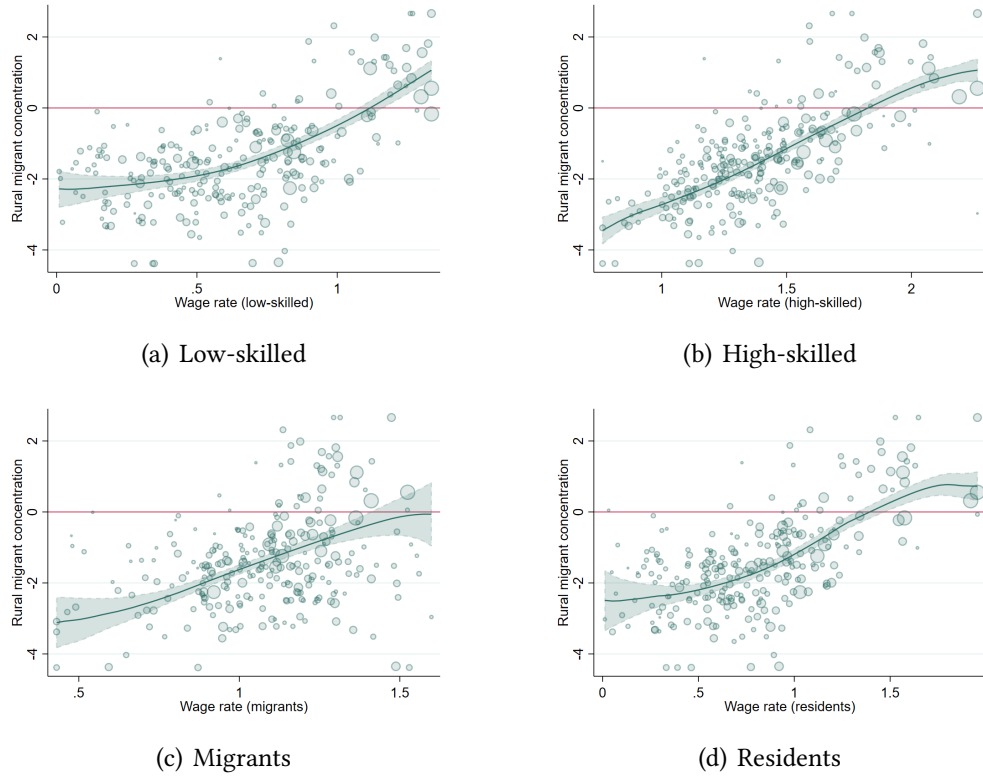 Rural migrant concentration
2
0
-2
-4
0
.5
1
Wage rate (low-skilled)
(a) Low-skilled
Rural migrant concentration
2
0
-2
-4
1
1.5
2
Wage rate (high-skilled)
(b) High-skilled
Rural migrant concentration
2
0
-2
-4
.5
1
1.5
Wage rate (migrants)
(c) Migrants
Rural migrant concentration
2
0
-2
-4
0
.5
1
1.5
Wage rate (residents)
(d) Residents